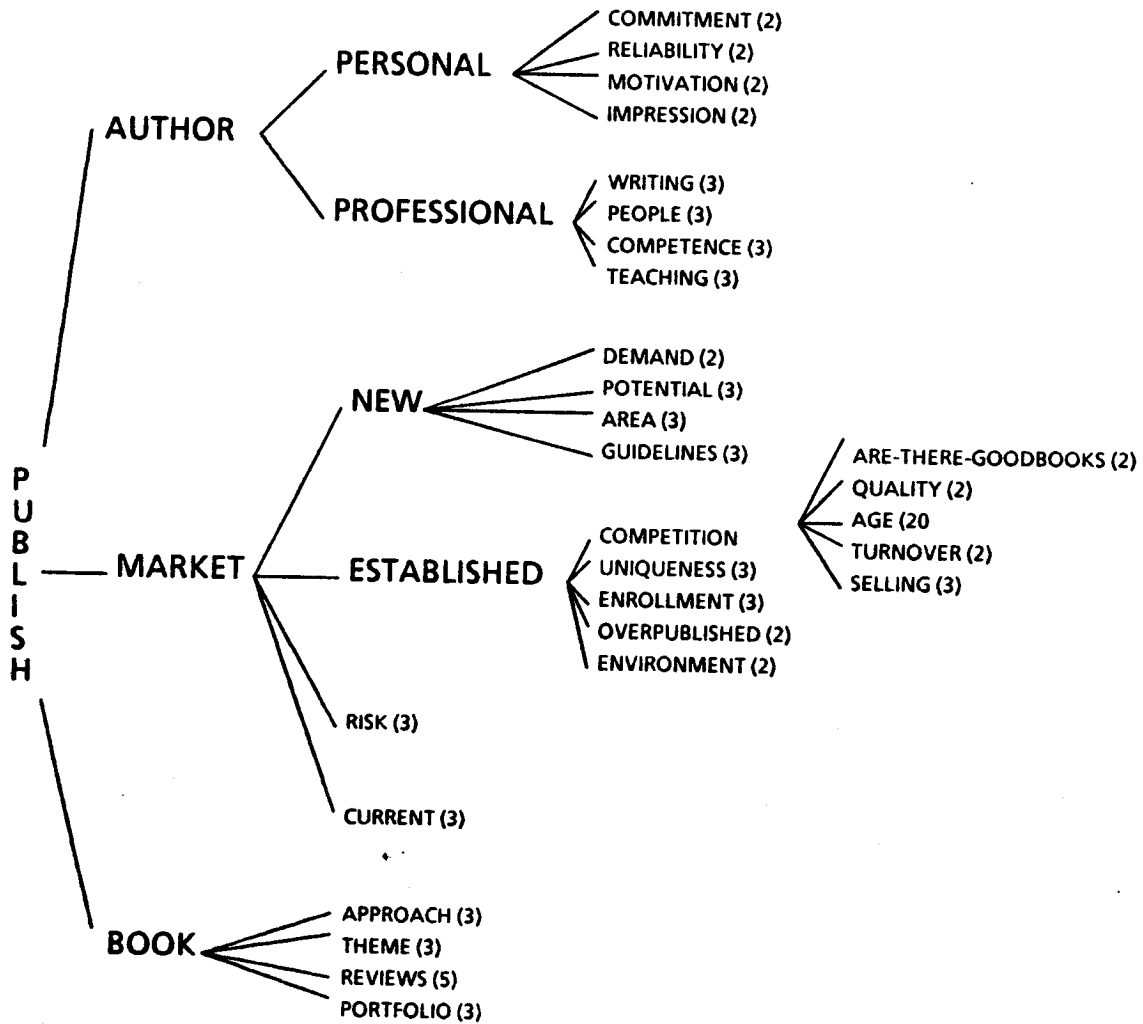 PUBLISH
AUTHOR
PERSONAL
COMMITMENT (2)
RELIABILITY (2)
MOTIVATION (2)
IMPRESSION (2)
PROFESSIONAL
WRITING (3)
PEOPLE (3)
COMPETENCE (3)
TEACHING (3)
MARKET
NEW
DEMAND (2)
POTENTIAL (3)
AREA (3)
GUIDELINES (3)
ESTABLISHED
COMPETITION
ARE-THERE-GOODBOOKS (2)
QUALITY (2)
AGE (20
TURNOVER (2)
SELLING (3)
UNIQUENESS (3)
ENROLLMENT (3)
OVERPUBLISHED (2)
ENVIRONMENT (2)
RISK (3)
CURRENT (3)
BOOK
APPROACH (3)
THEME (3)
REVIEWS (5)
PORTFOLIO (3)